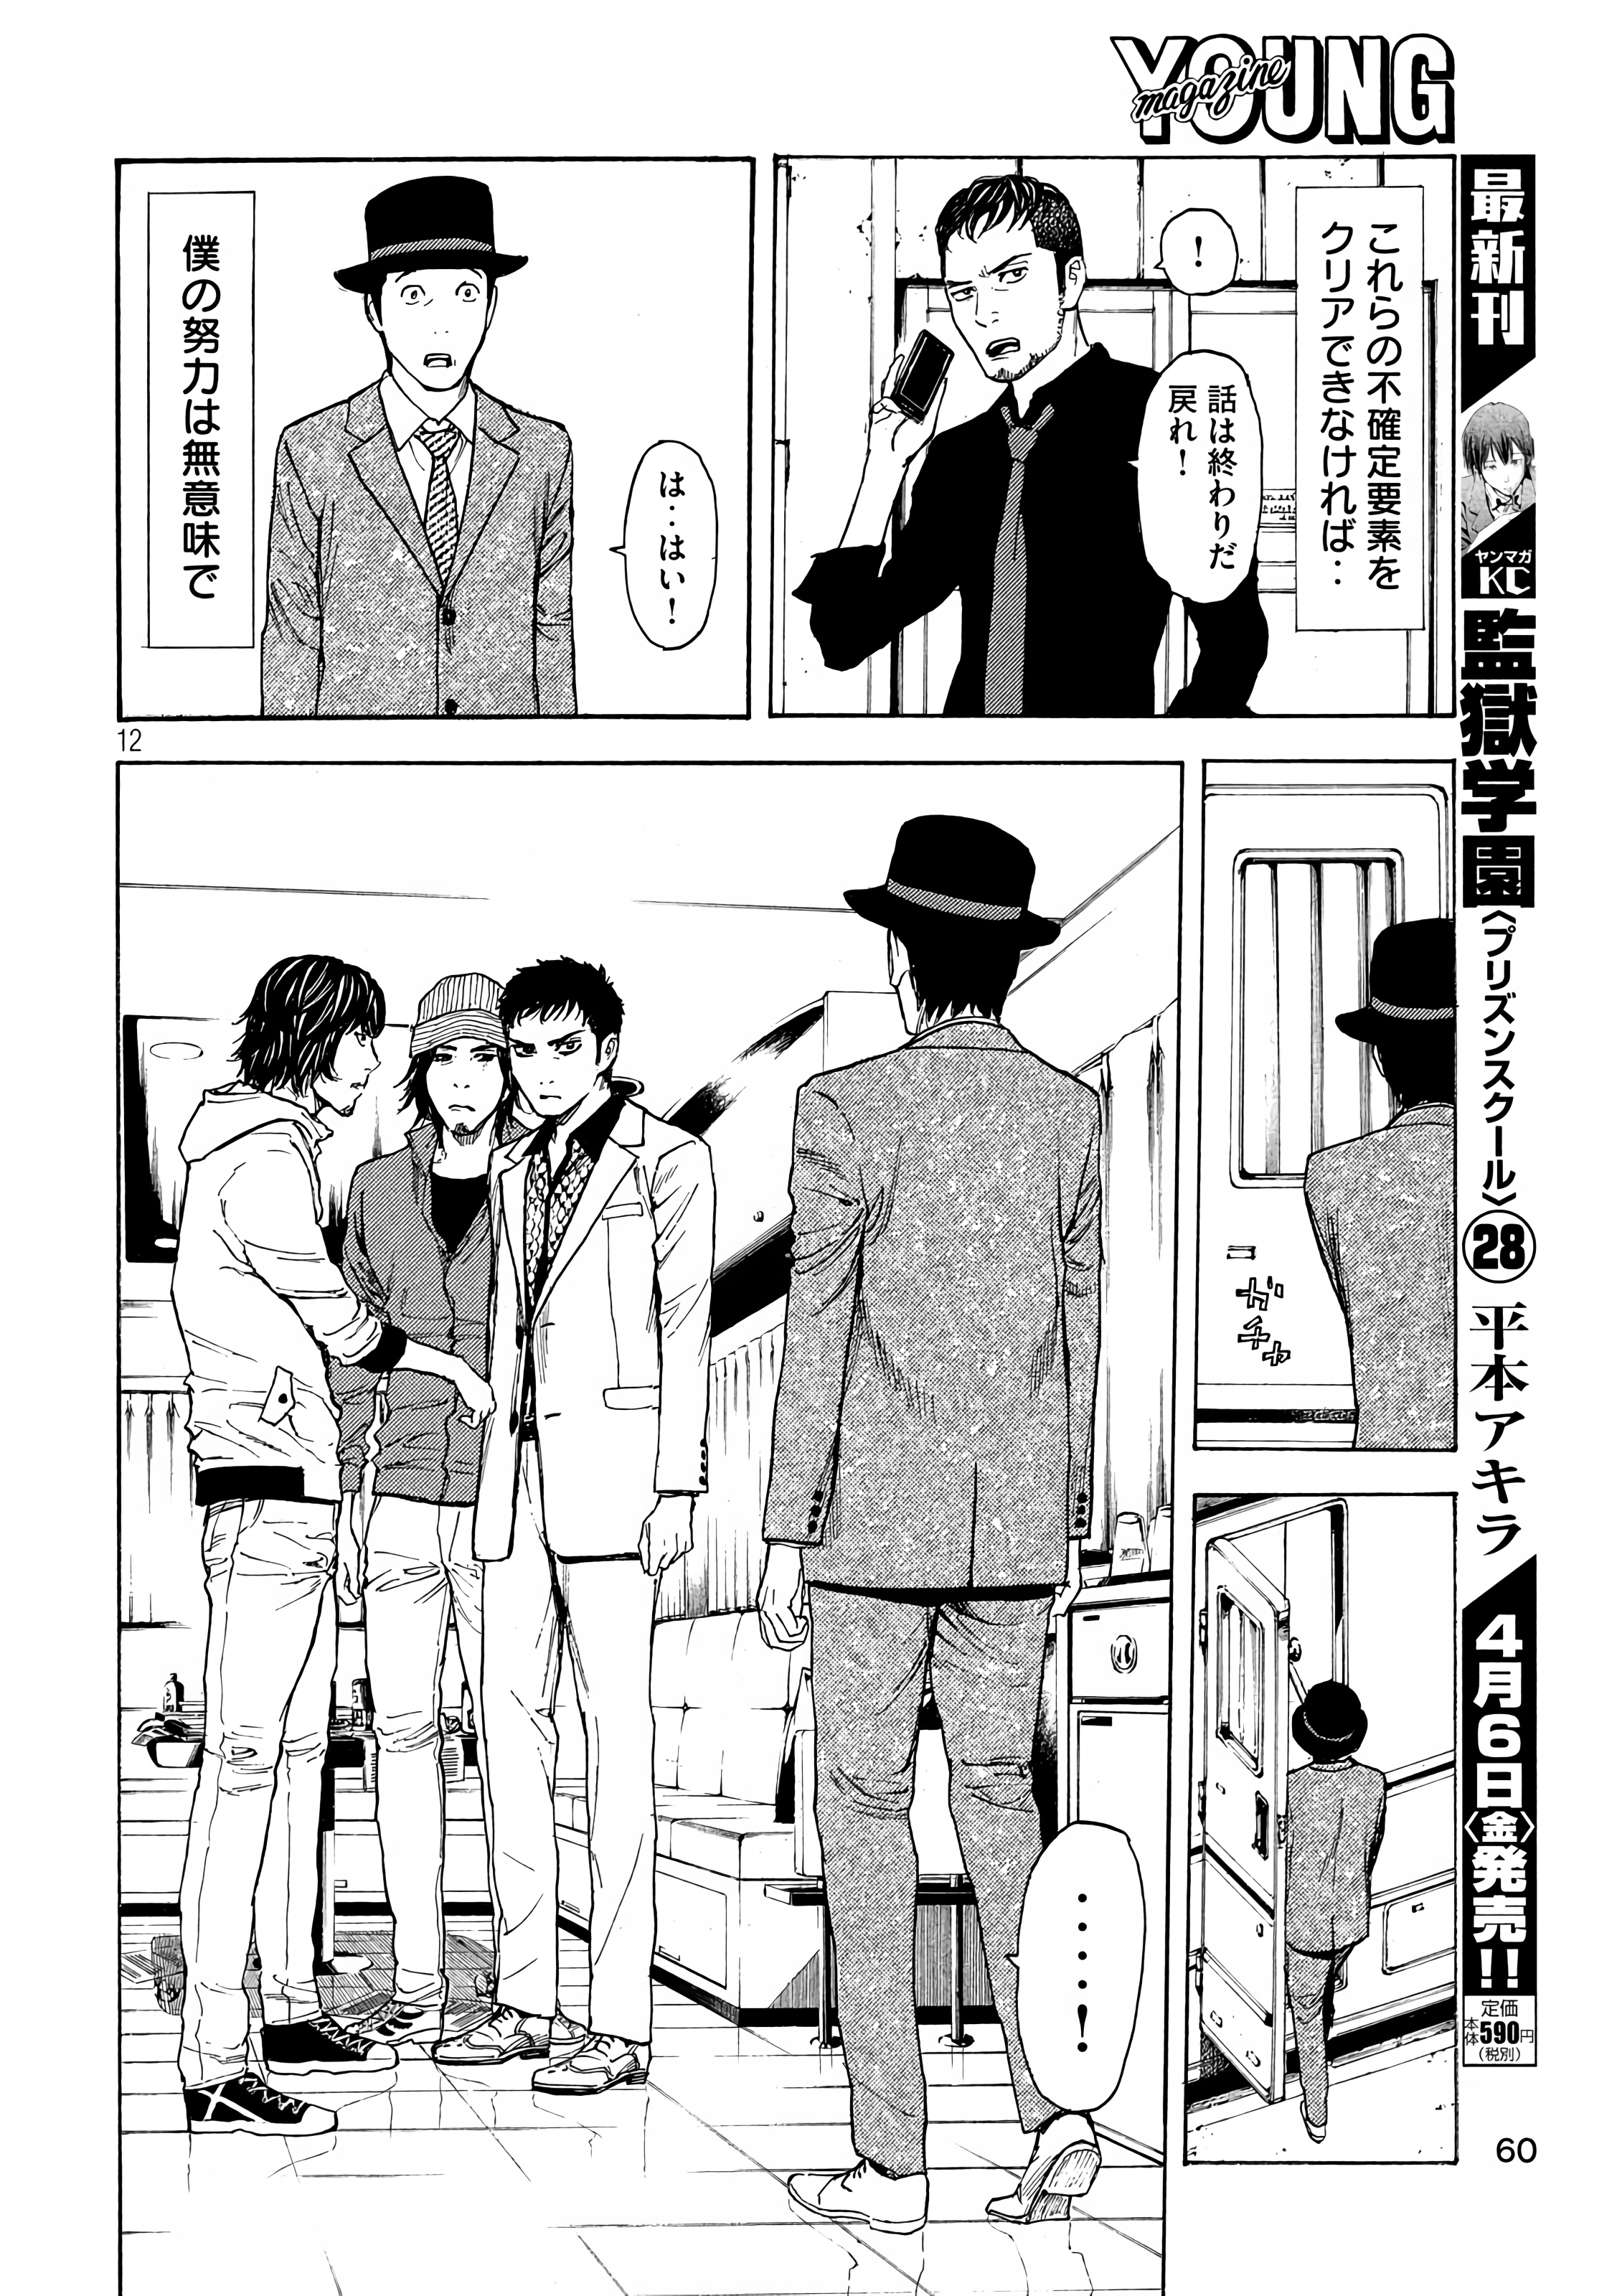 YOUNG
magazine
これらの不確定要素を
クリアできなければ‥
！
話は終わりだ
戻れ！
は‥はい！
僕の努力は無意味で
12
ガチャ
‥‥‥！
最新刊
ヤンマガ
KC
監獄学園
〈プリズンスクール〉
28
平本アキラ
4月6日〈金〉発売!!
定価
本体590円
(税別)
60